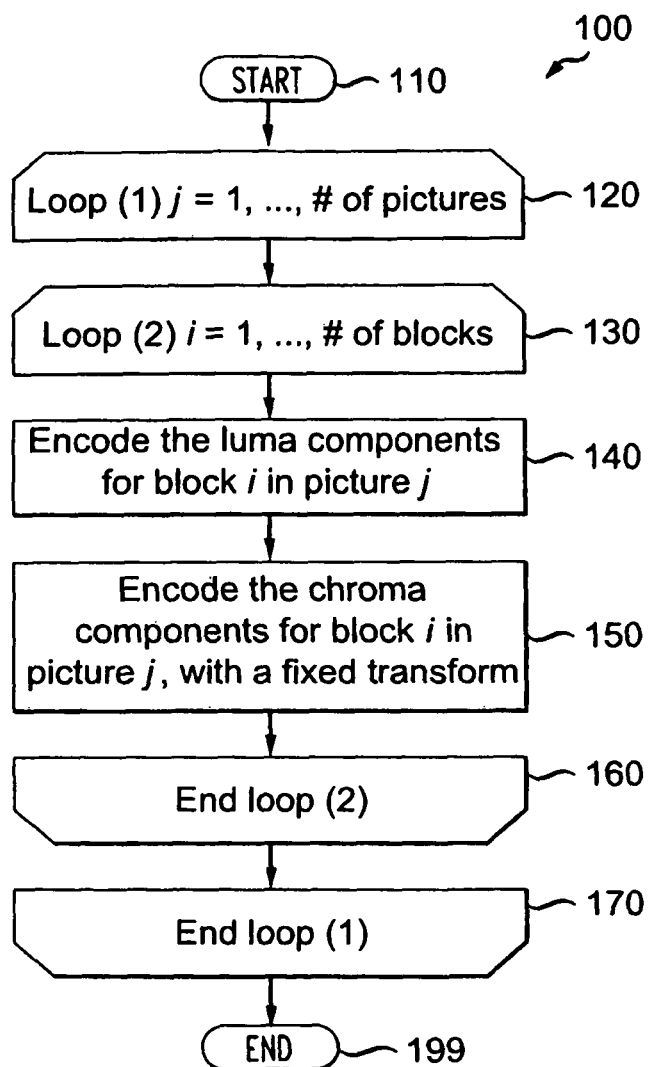 100
START 110
Loop (1) j = 1, ..., # of pictures 120
Loop (2) i = 1, ..., # of blocks 130
Encode the luma components
for block i in picture j
140
Encode the chroma
components for block i in
picture j, with a fixed transform
150
End loop (2) 160
End loop (1) 170
END 199